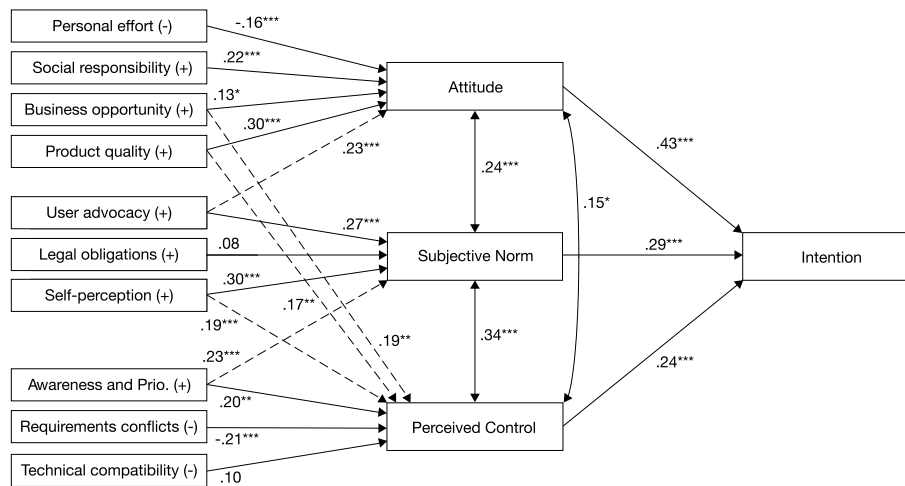 Personal effort (-)
Social responsibility (+)
Business opportunity (+)
Product quality (+)
User advocacy (+)
Legal obligations (+)
Self-perception (+)
Awareness and Prio. (+)
Requirements conflicts (-)
Technical compatibility (-)
-.16***
.22***
.13*
.30***
.23***
.27***
.08
.30***
.17**
.19***
.19**
.23***
.20**
-.21***
.10
Attitude
Subjective Norm
Perceived Control
.24***
.34***
.15*
.43***
.29***
.24***
Intention